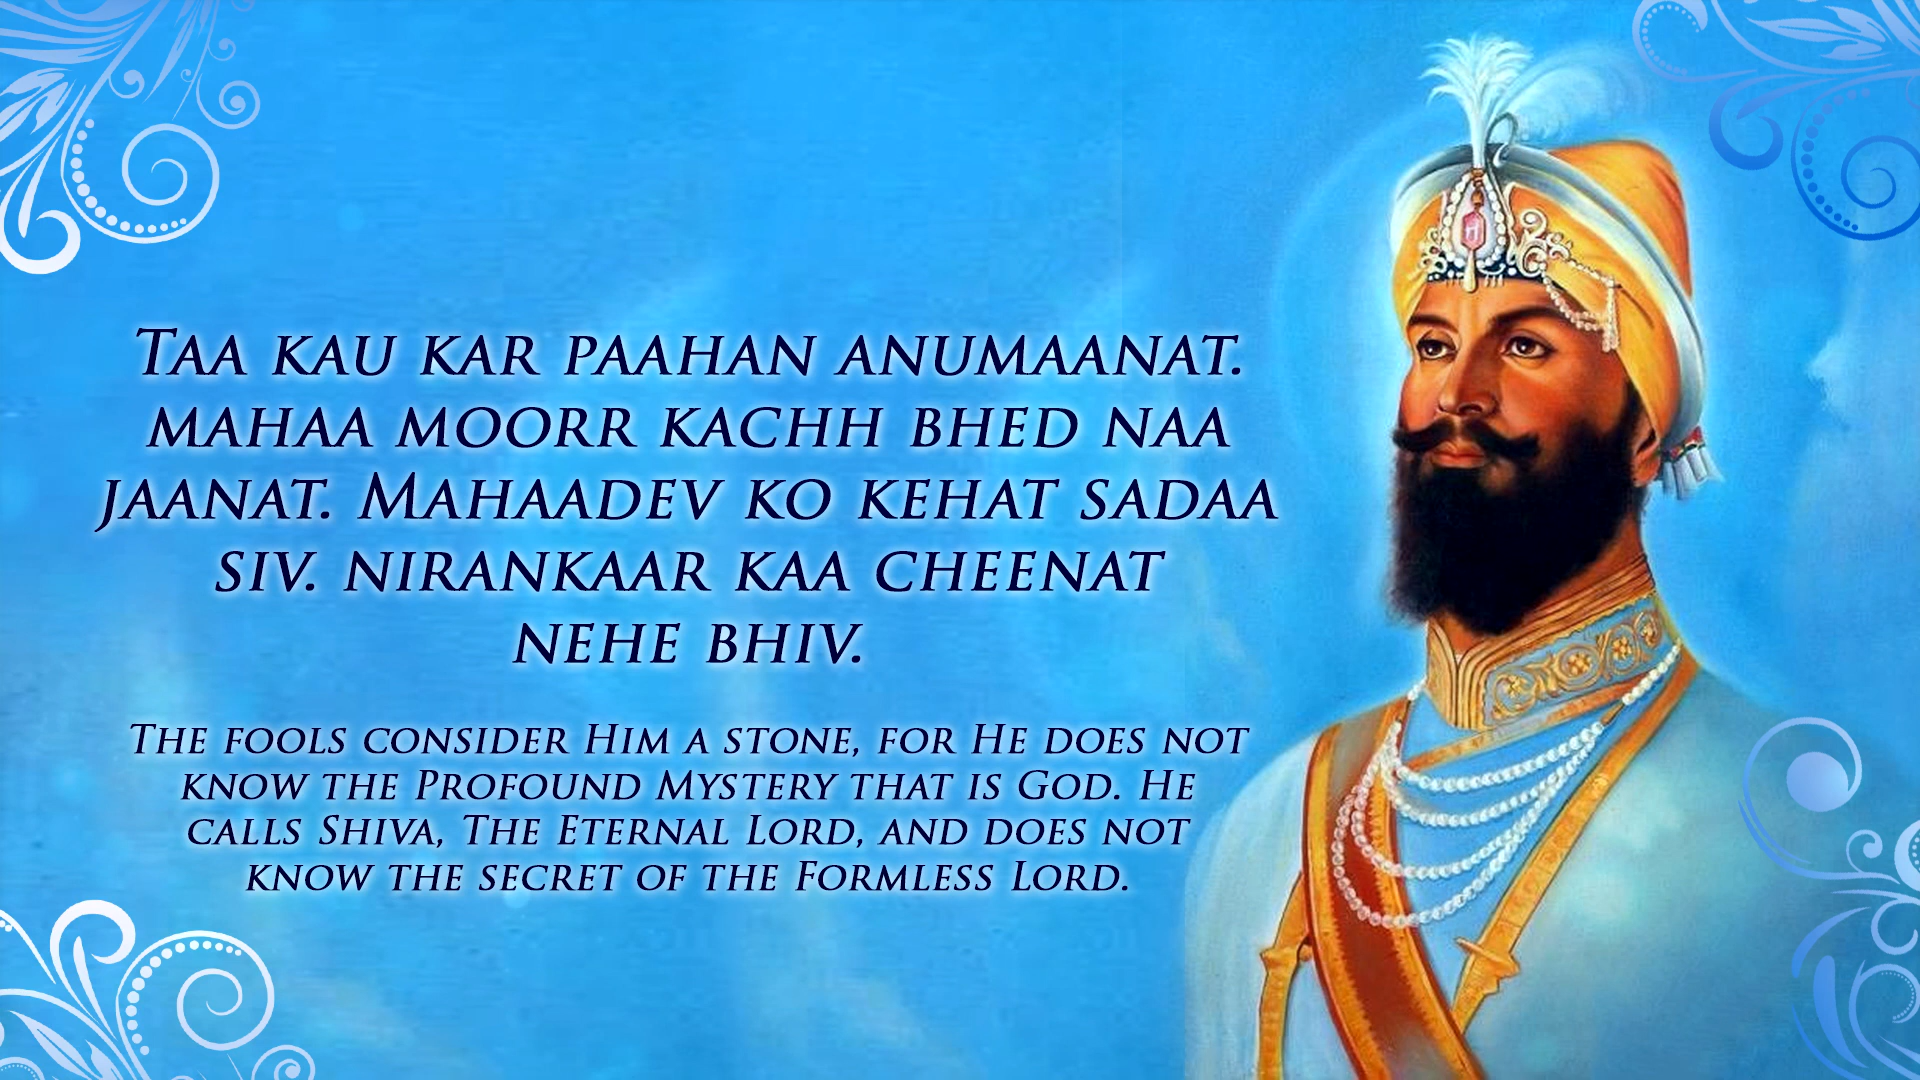 Taa kau kar paahan anumaanat.
mahaa moorr kachh bhed naa
jaanat. Mahaadev ko kehat sadaa
siv. nirankaar kaa cheenat
nehe bhiv.
The fools consider Him a stone, for He does not
know the Profound Mystery that is God. He
calls Shiva, The Eternal Lord, and does not
know the secret of the Formless Lord.